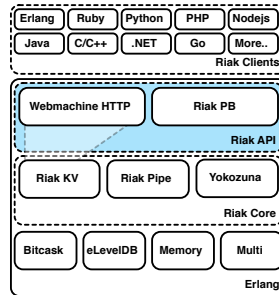 Erlang Ruby Python PHP Nodejs
Java C/C++ .NET Go More..
Riak Clients
Webmachine HTTP Riak PB
Riak API
Riak KV Riak Pipe Yokozuna
Riak Core
Bitcask eLevelDB Memory Multi
Erlang